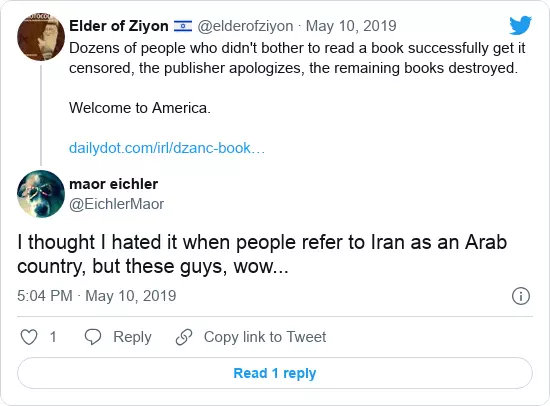 Elder of Ziyon 🇮🇱 @elderofziyon · May 10, 2019
Dozens of people who didn't bother to read a book successfully get it
censored, the publisher apologizes, the remaining books destroyed.
Welcome to America.
dailydot.com/irl/dzanc-book…
maor eichler
@EichlerMaor
I thought I hated it when people refer to Iran as an Arab
country, but these guys, wow...
5:04 PM · May 10, 2019
1 Reply Copy link to Tweet
Read 1 reply